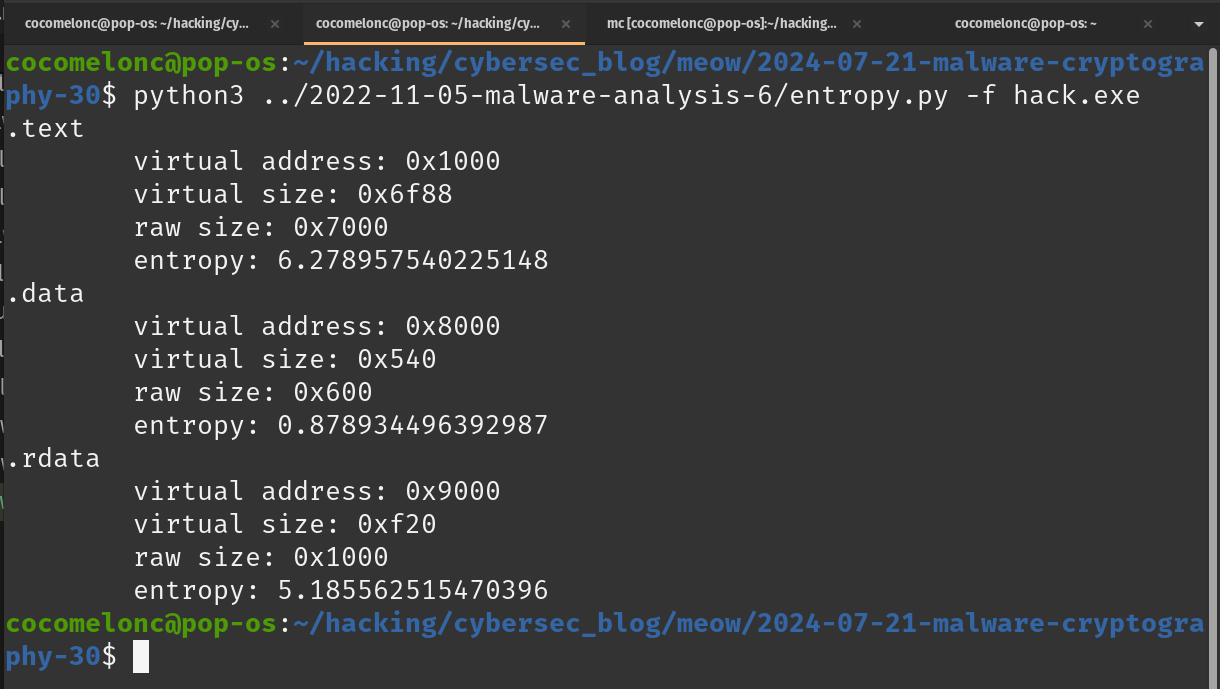 cocomelonc@pop-os: ~/hacking/cy... × cocomelonc@pop-os: ~/hacking/cy... × mc [cocomelonc@pop-os]:~/hacking... × cocomelonc@pop-os: ~ ×
cocomelonc@pop-os:~/hacking/cybersec_blog/meow/2024-07-21-malware-cryptogra
phy-30$ python3 ../2022-11-05-malware-analysis-6/entropy.py -f hack.exe
.text
virtual address: 0x1000
virtual size: 0x6f88
raw size: 0x7000
entropy: 6.278957540225148
.data
virtual address: 0x8000
virtual size: 0x540
raw size: 0x600
entropy: 0.878934496392987
.rdata
virtual address: 0x9000
virtual size: 0xf20
raw size: 0x1000
entropy: 5.185562515470396
cocomelonc@pop-os:~/hacking/cybersec_blog/meow/2024-07-21-malware-cryptogra
phy-30$